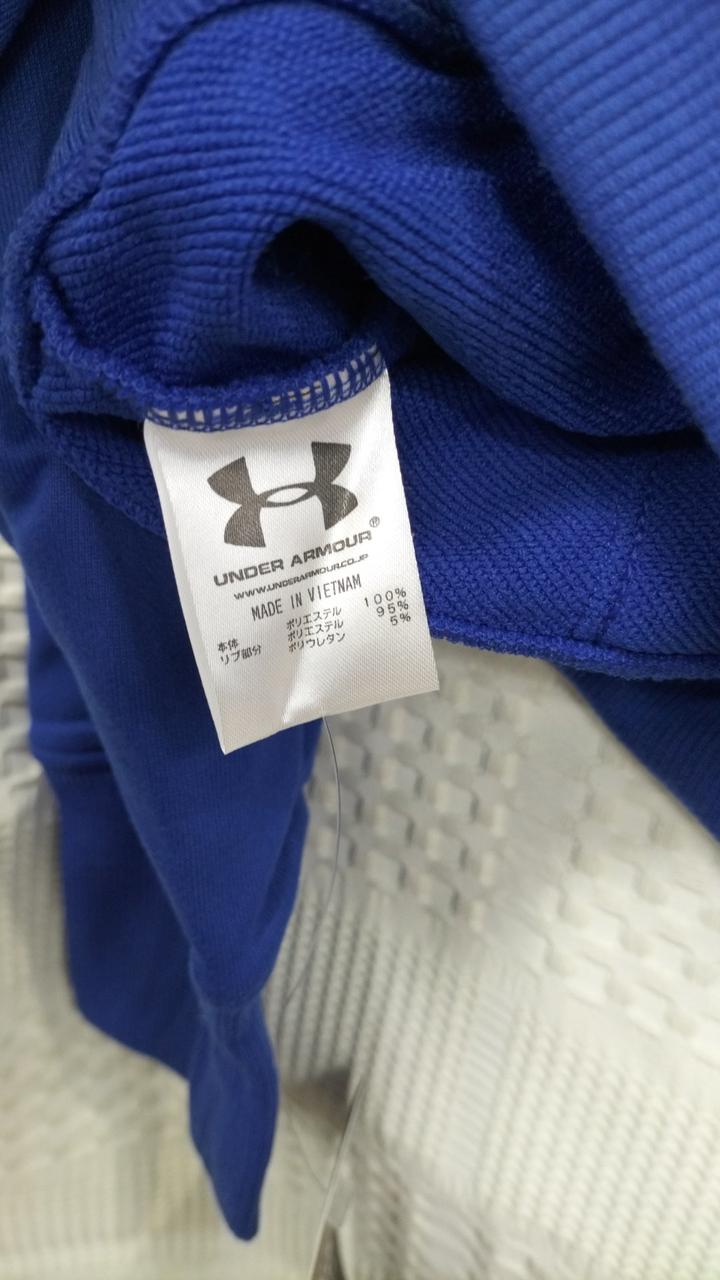 UNDER ARMOUR®
WWW.UNDERARMOUR.CO.JP
MADE IN VIETNAM
本体 ポリエステル 100%
リブ部分 ポリエステル 95%
ポリウレタン 5%